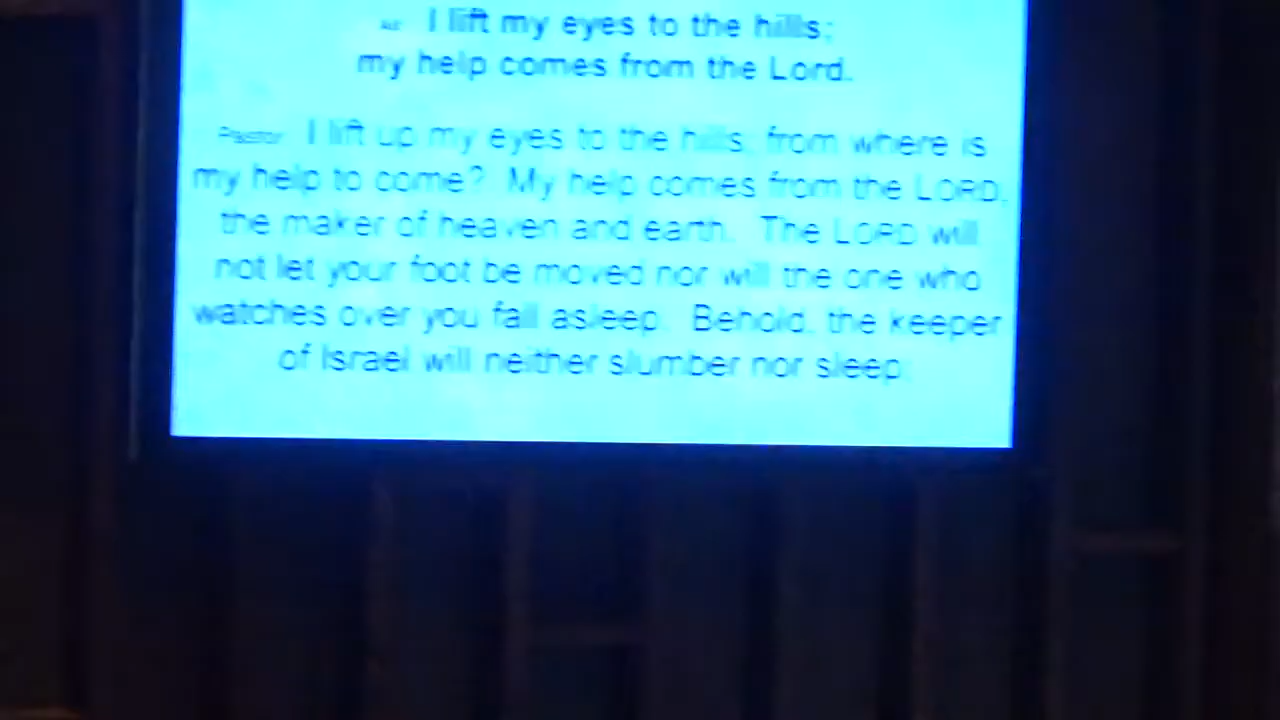 All I lift my eyes to the hills;
my help comes from the Lord.
Pastor I lift up my eyes to the hills; from where is
my help to come? My help comes from the LORD,
the maker of heaven and earth. The LORD will
not let your foot be moved nor will the one who
watches over you fall asleep. Behold, the keeper
of Israel will neither slumber nor sleep;